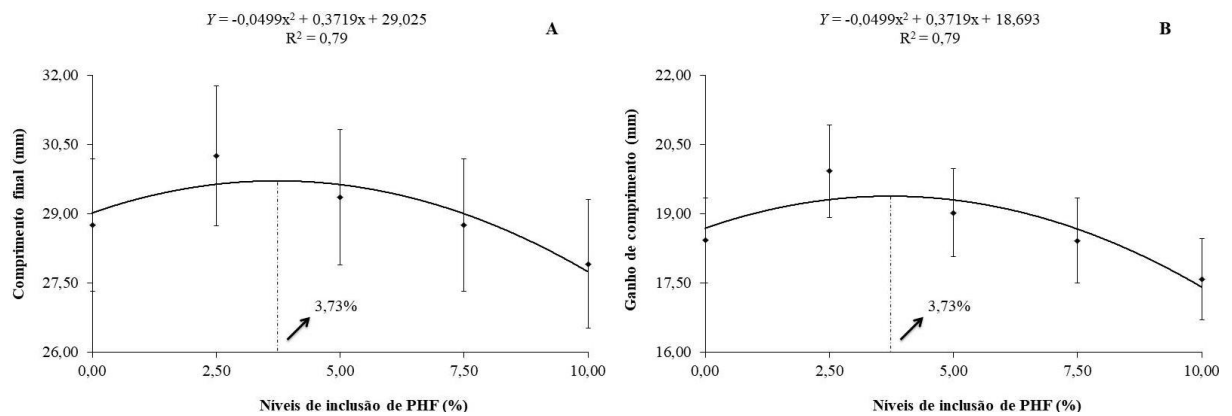 Y = -0,0499x² + 0,3719x + 29,025
R² = 0,79
A
32,00
30,50
29,00
27,50
26,00
Comprimento final (mm)
3,73%
0,00 2,50 5,00 7,50 10,00
Níveis de inclusão de PHF (%)
Y = -0,0499x² + 0,3719x + 18,693
R² = 0,79
B
22,00
20,50
19,00
17,50
16,00
Ganho de comprimento (mm)
3,73%
0,00 2,50 5,00 7,50 10,00
Níveis de inclusão de PHF (%)